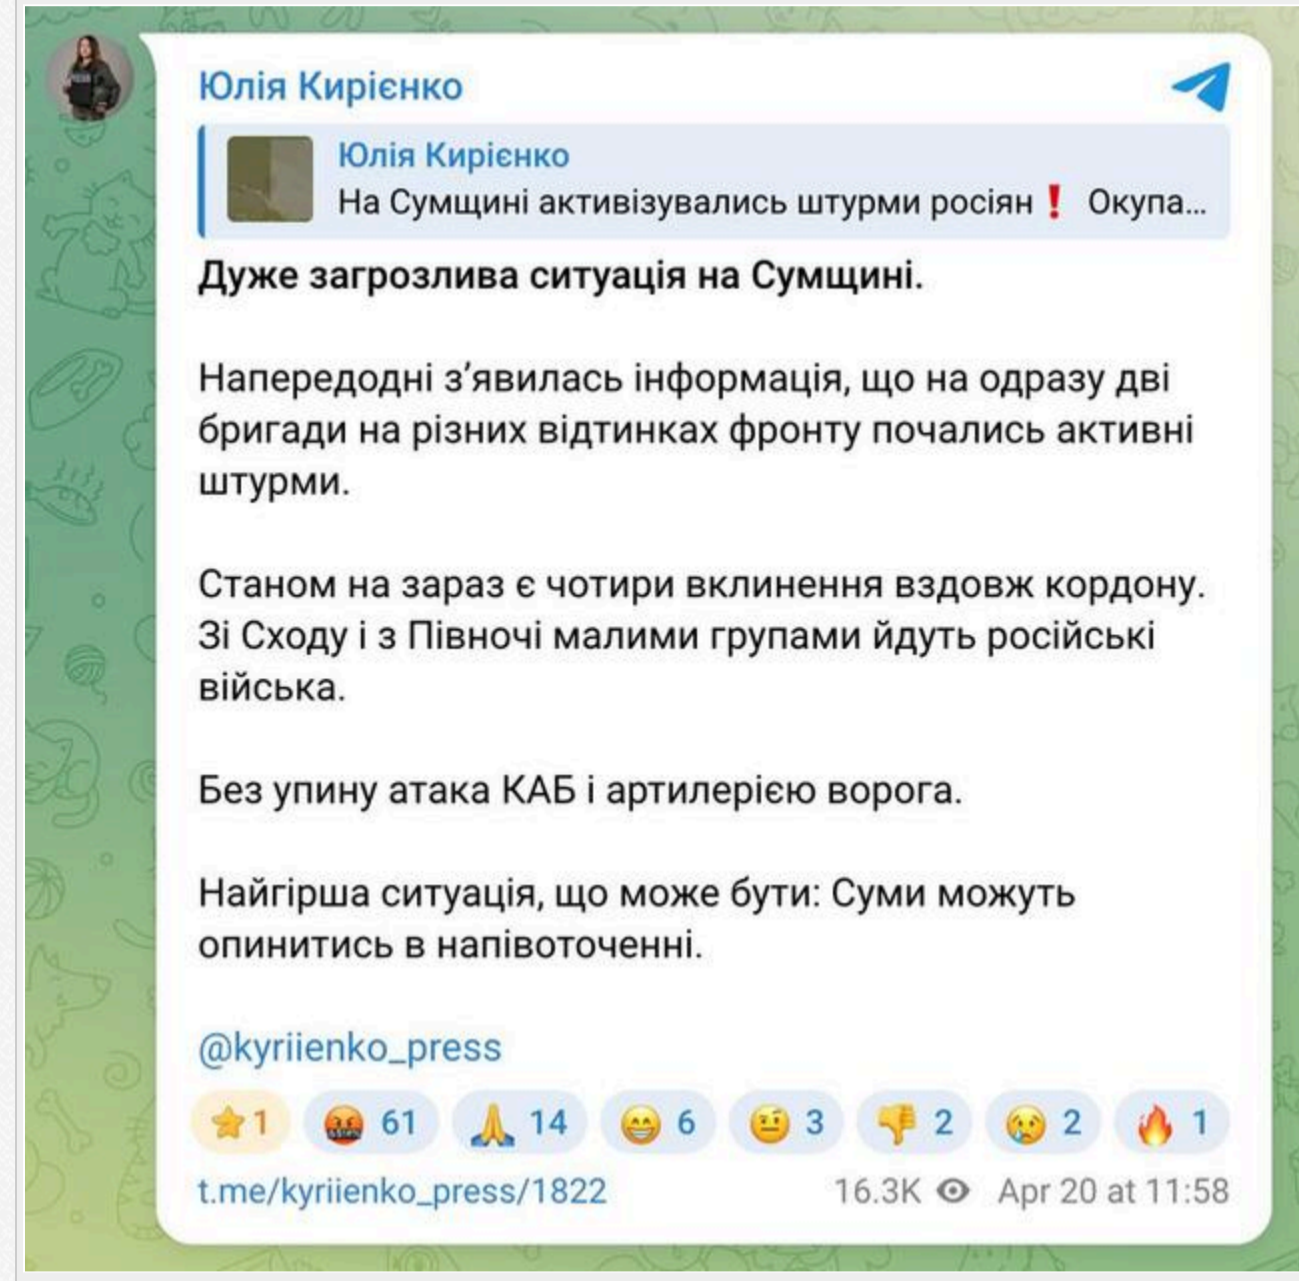 Юлія Кирієнко
Юлія Кирієнко
На Сумщині активізувались штурми росіян❗ Окупа...
Дуже загрозлива ситуація на Сумщині.
Напередодні з’явилась інформація, що на одразу дві
бригади на різних відтинках фронту почались активні
штурми.
Станом на зараз є чотири вклинення вздовж кордону.
Зі Сходу і з Півночі малими групами йдуть російські
війська.
Без упину атака КАБ і артилерією ворога.
Найгірша ситуація, що може бути: Суми можуть
опинитись в напівоточенні.
@kyriienko_press
1 61 14 6 3 2 2 1
t.me/kyriienko_press/1822 16.3K Apr 20 at 11:58